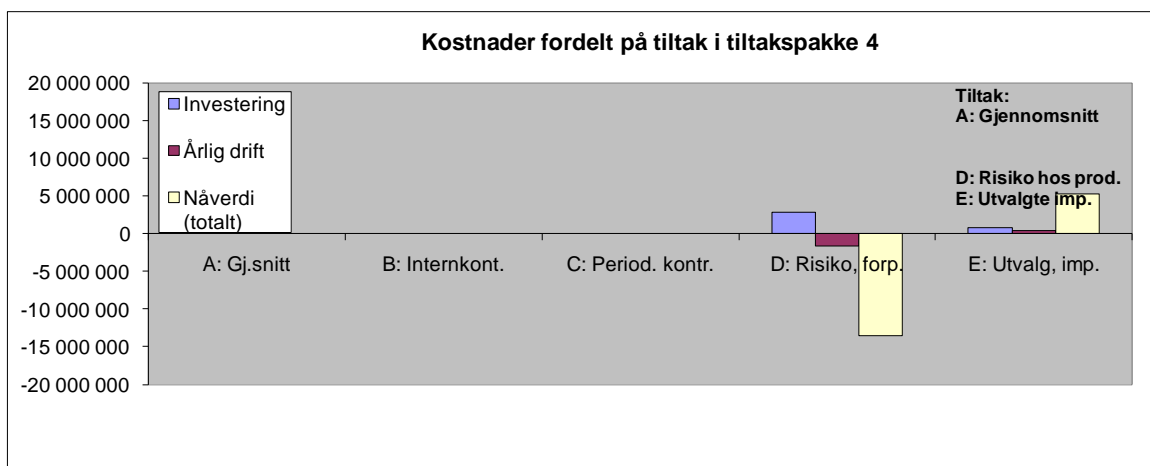 Kostnader fordelt på tiltak i tiltakspakke 4
20 000 000
15 000 000
10 000 000
5 000 000
0
-5 000 000
-10 000 000
-15 000 000
-20 000 000
Investering
Årlig drift
Nåverdi
(totalt)
Tiltak:
A: Gjennomsnitt
D: Risiko hos prod.
E: Utvalgte imp.
A: Gj.snitt
B: Internkont.
C: Period. kontr.
D: Risiko, forp.
E: Utvalg, imp.